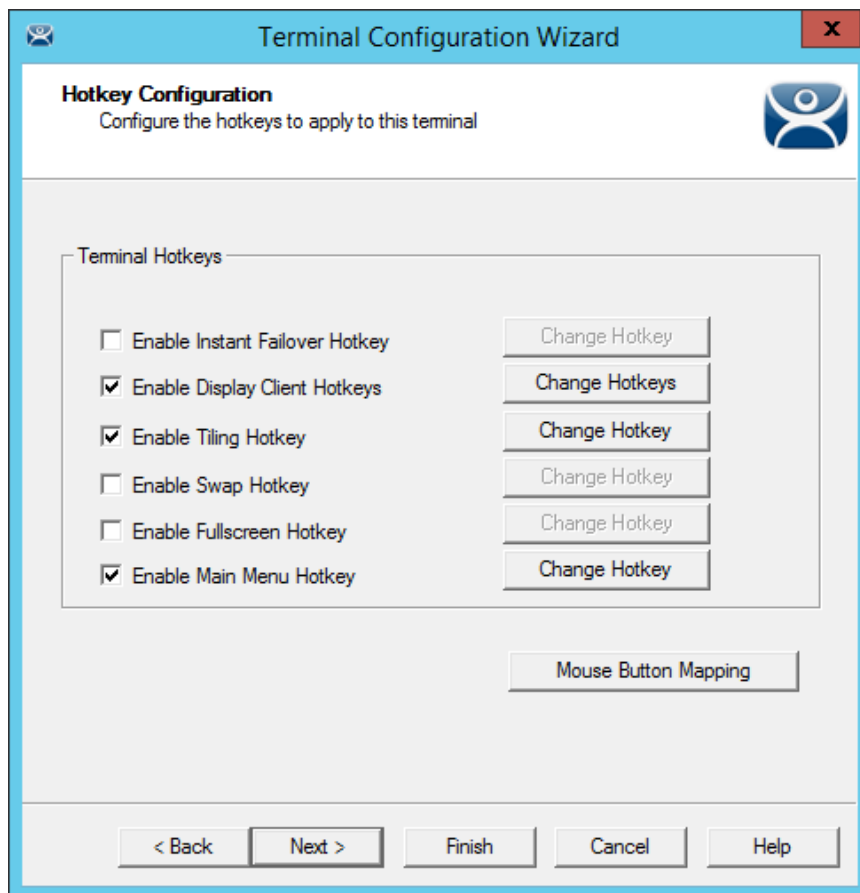 Terminal Configuration Wizard
x
Hotkey Configuration
Configure the hotkeys to apply to this terminal
Terminal Hotkeys
Enable Instant Failover Hotkey Change Hotkey
Enable Display Client Hotkeys Change Hotkeys
Enable Tiling Hotkey Change Hotkey
Enable Swap Hotkey Change Hotkey
Enable Fullscreen Hotkey Change Hotkey
Enable Main Menu Hotkey Change Hotkey
Mouse Button Mapping
< Back Next > Finish Cancel Help